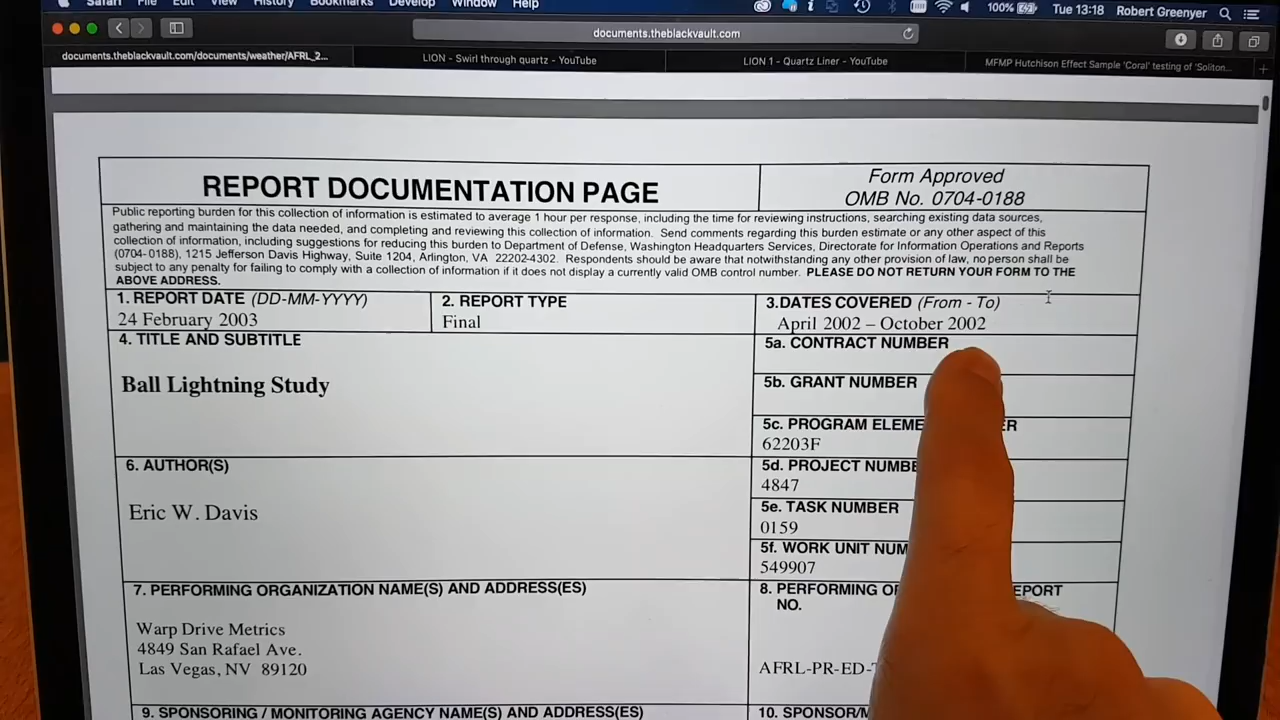 Safari File Edit View History Bookmarks Develop Window Help 100% Tue 13:18 Robert Greenyer
documents.theblackvault.com
documents.theblackvault.com/documents/weather/AFRL_2...
LION - Swirl through quartz - YouTube
LION 1 - Quartz Liner - YouTube
MFMP Hutchison Effect Sample 'Coral' testing of 'Soliton...
REPORT DOCUMENTATION PAGE
Form Approved
OMB No. 0704-0188
Public reporting burden for this collection of information is estimated to average 1 hour per response, including the time for reviewing instructions, searching existing data sources,
gathering and maintaining the data needed, and completing and reviewing this collection of information. Send comments regarding this burden estimate or any other aspect of this
collection of information, including suggestions for reducing this burden to Department of Defense, Washington Headquarters Services, Directorate for Information Operations and Reports
(0704-0188), 1215 Jefferson Davis Highway, Suite 1204, Arlington, VA 22202-4302. Respondents should be aware that notwithstanding any other provision of law, no person shall be
subject to any penalty for failing to comply with a collection of information if it does not display a currently valid OMB control number. PLEASE DO NOT RETURN YOUR FORM TO THE
ABOVE ADDRESS.
1. REPORT DATE (DD-MM-YYYY)
24 February 2003
2. REPORT TYPE
Final
3.DATES COVERED (From - To)
April 2002 – October 2002
4. TITLE AND SUBTITLE
Ball Lightning Study
5a. CONTRACT NUMBER
5b. GRANT NUMBER
5c. PROGRAM ELEME
62203F
6. AUTHOR(S)
Eric W. Davis
5d. PROJECT NUMBE
4847
5e. TASK NUMBER
0159
5f. WORK UNIT NUM
549907
7. PERFORMING ORGANIZATION NAME(S) AND ADDRESS(ES)
Warp Drive Metrics
4849 San Rafael Ave.
Las Vegas, NV 89120
8. PERFORMING EPORT
NO.
AFRL-PR-ED-
9. SPONSORING / MONITORING AGENCY NAME(S) AND ADDRESS(ES)
10. SPONSOR/M